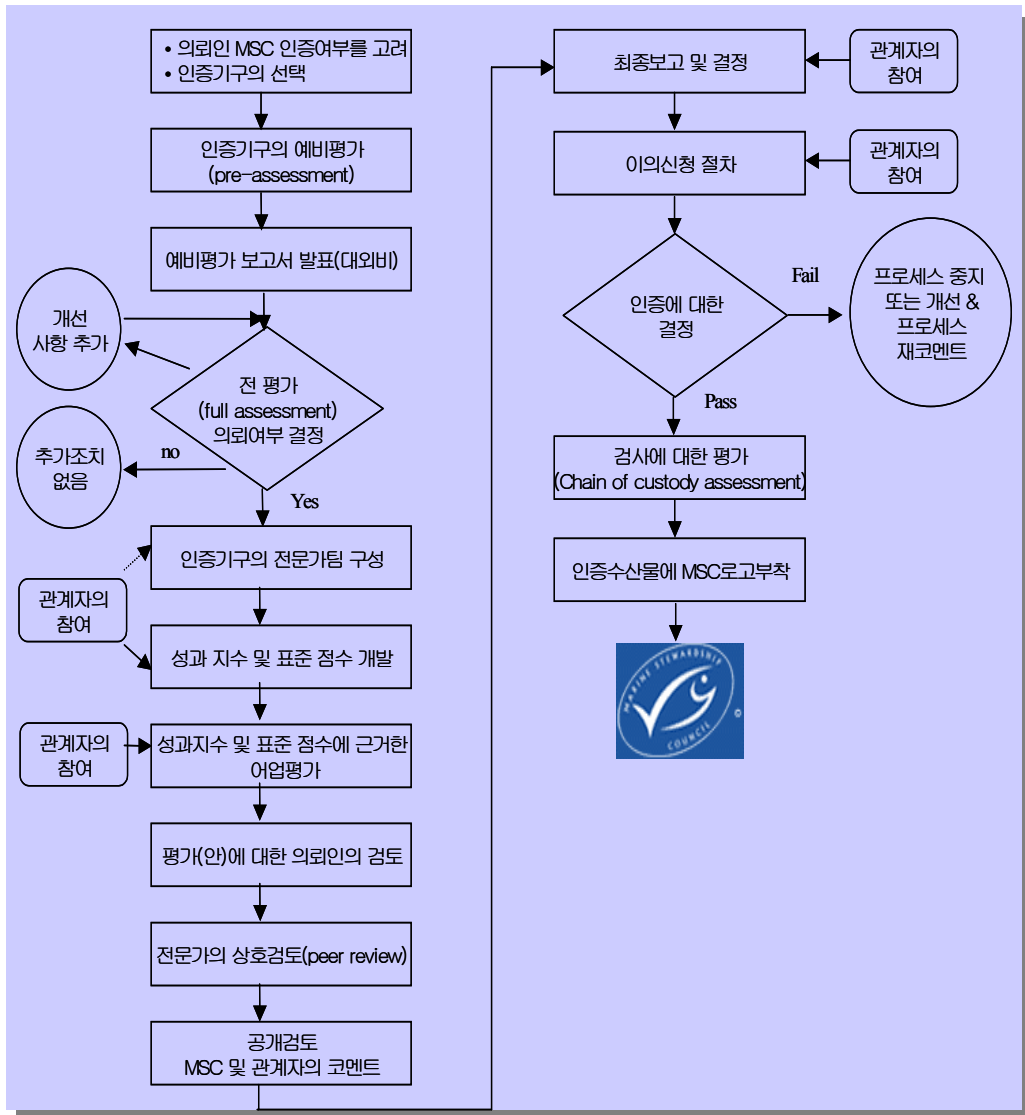 • 의뢰인 MSC 인증여부를 고려
• 인증기구의 선택
인증기구의 예비평가
(pre-assessment)
예비평가 보고서 발표(대외비)
개선
사항 추가
전 평가
(full assessment)
의뢰여부 결정
추가조치
없음
no
Yes
인증기구의 전문가팀 구성
관계자의
참여
성과 지수 및 표준 점수 개발
관계자의
참여
성과지수 및 표준 점수에 근거한
어업평가
평가(안)에 대한 의뢰인의 검토
전문가의 상호검토(peer review)
공개검토
MSC 및 관계자의 코멘트
최종보고 및 결정
관계자의
참여
이의신청 절차
관계자의
참여
인증에 대한
결정
Fail
프로세스 중지
또는 개선 &
프로세스
재코멘트
Pass
검사에 대한 평가
(Chain of custody assessment)
인증수산물에 MSC로고부착
MARINE STEWARDSHIP
COUNCIL
©